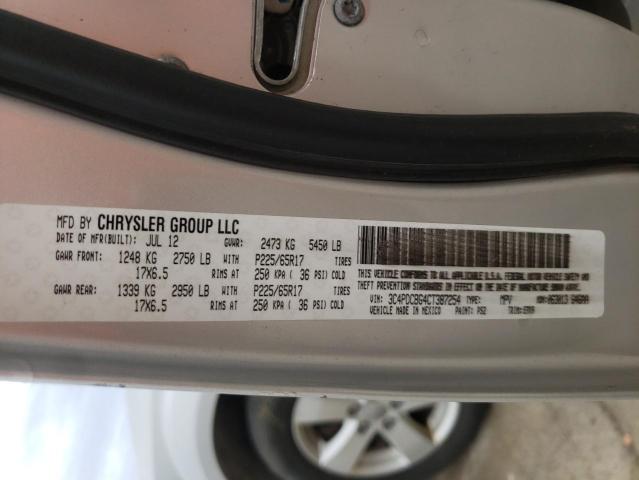 MFD BY CHRYSLER GROUP LLC
DATE OF MFR(BUILT): JUL 12 GVWR: 2473 KG 5450 LB
GAWR FRONT: 1248 KG 2750 LB WITH P225/65R17 TIRES
17X6.5 RIMS AT 250 KPA ( 36 PSI) COLD
GAWR REAR: 1339 KG 2950 LB WITH P225/65R17 TIRES
17X6.5 RIMS AT 250 KPA ( 36 PSI) COLD
THIS VEHICLE CONFORMS TO ALL APPLICABLE U.S.A. FEDERAL MOTOR VEHICLE SAFETY AND
THEFT PREVENTION STANDARDS IN EFFECT ON THE DATE OF MANUFACTURE SHOWN ABOVE.
VIN: 3C4PDCBG4CT387254 TYPE: MPV MDH:
VEHICLE MADE IN MEXICO PAINT: PS2 TRIM: